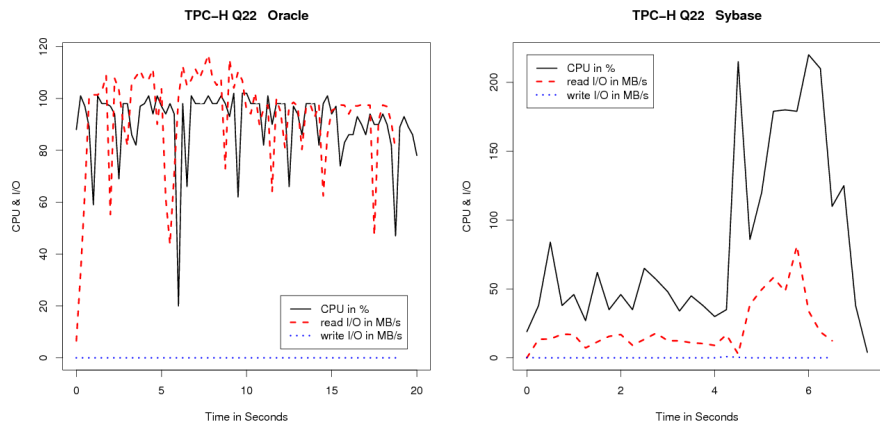 TPC−H Q22 Oracle
CPU & I/O
120
100
80
60
40
20
0
CPU in %
read I/O in MB/s
write I/O in MB/s
0 5 10 15 20
Time in Seconds
TPC−H Q22 Sybase
CPU & I/O
200
150
100
50
0
CPU in %
read I/O in MB/s
write I/O in MB/s
0 2 4 6
Time in Seconds